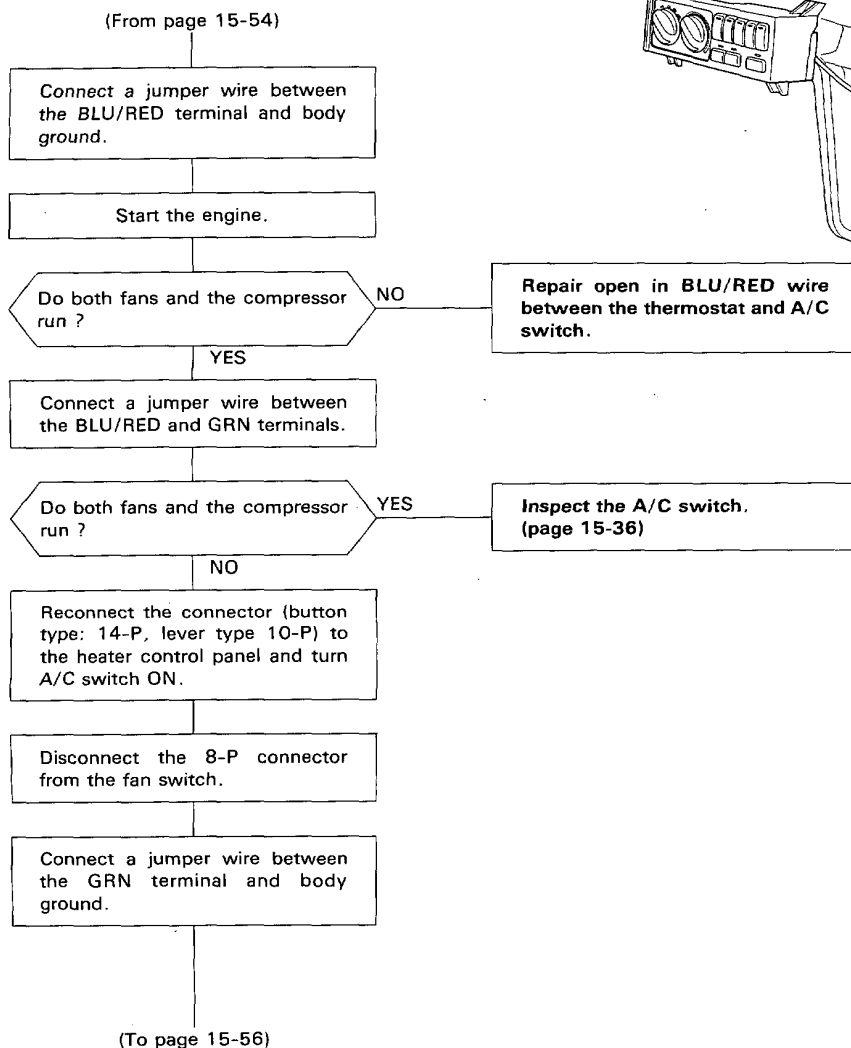 (From page 15-54)
Connect a jumper wire between
the BLU/RED terminal and body
ground.
Start the engine.
Do both fans and the compressor
run ?
NO
Repair open in BLU/RED wire
between the thermostat and A/C
switch.
YES
Connect a jumper wire between
the BLU/RED and GRN terminals.
Do both fans and the compressor
run ?
YES
Inspect the A/C switch.
(page 15-36)
NO
Reconnect the connector (button
type: 14-P, lever type 10-P) to
the heater control panel and turn
A/C switch ON.
Disconnect the 8-P connector
from the fan switch.
Connect a jumper wire between
the GRN terminal and body
ground.
(To page 15-56)